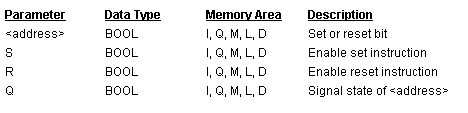 Parameter Data Type Memory Area Description
<address> BOOL I, Q, M, L, D Set or reset bit
S BOOL I, Q, M, L, D Enable set instruction
R BOOL I, Q, M, L, D Enable reset instruction
Q BOOL I, Q, M, L, D Signal state of <address>